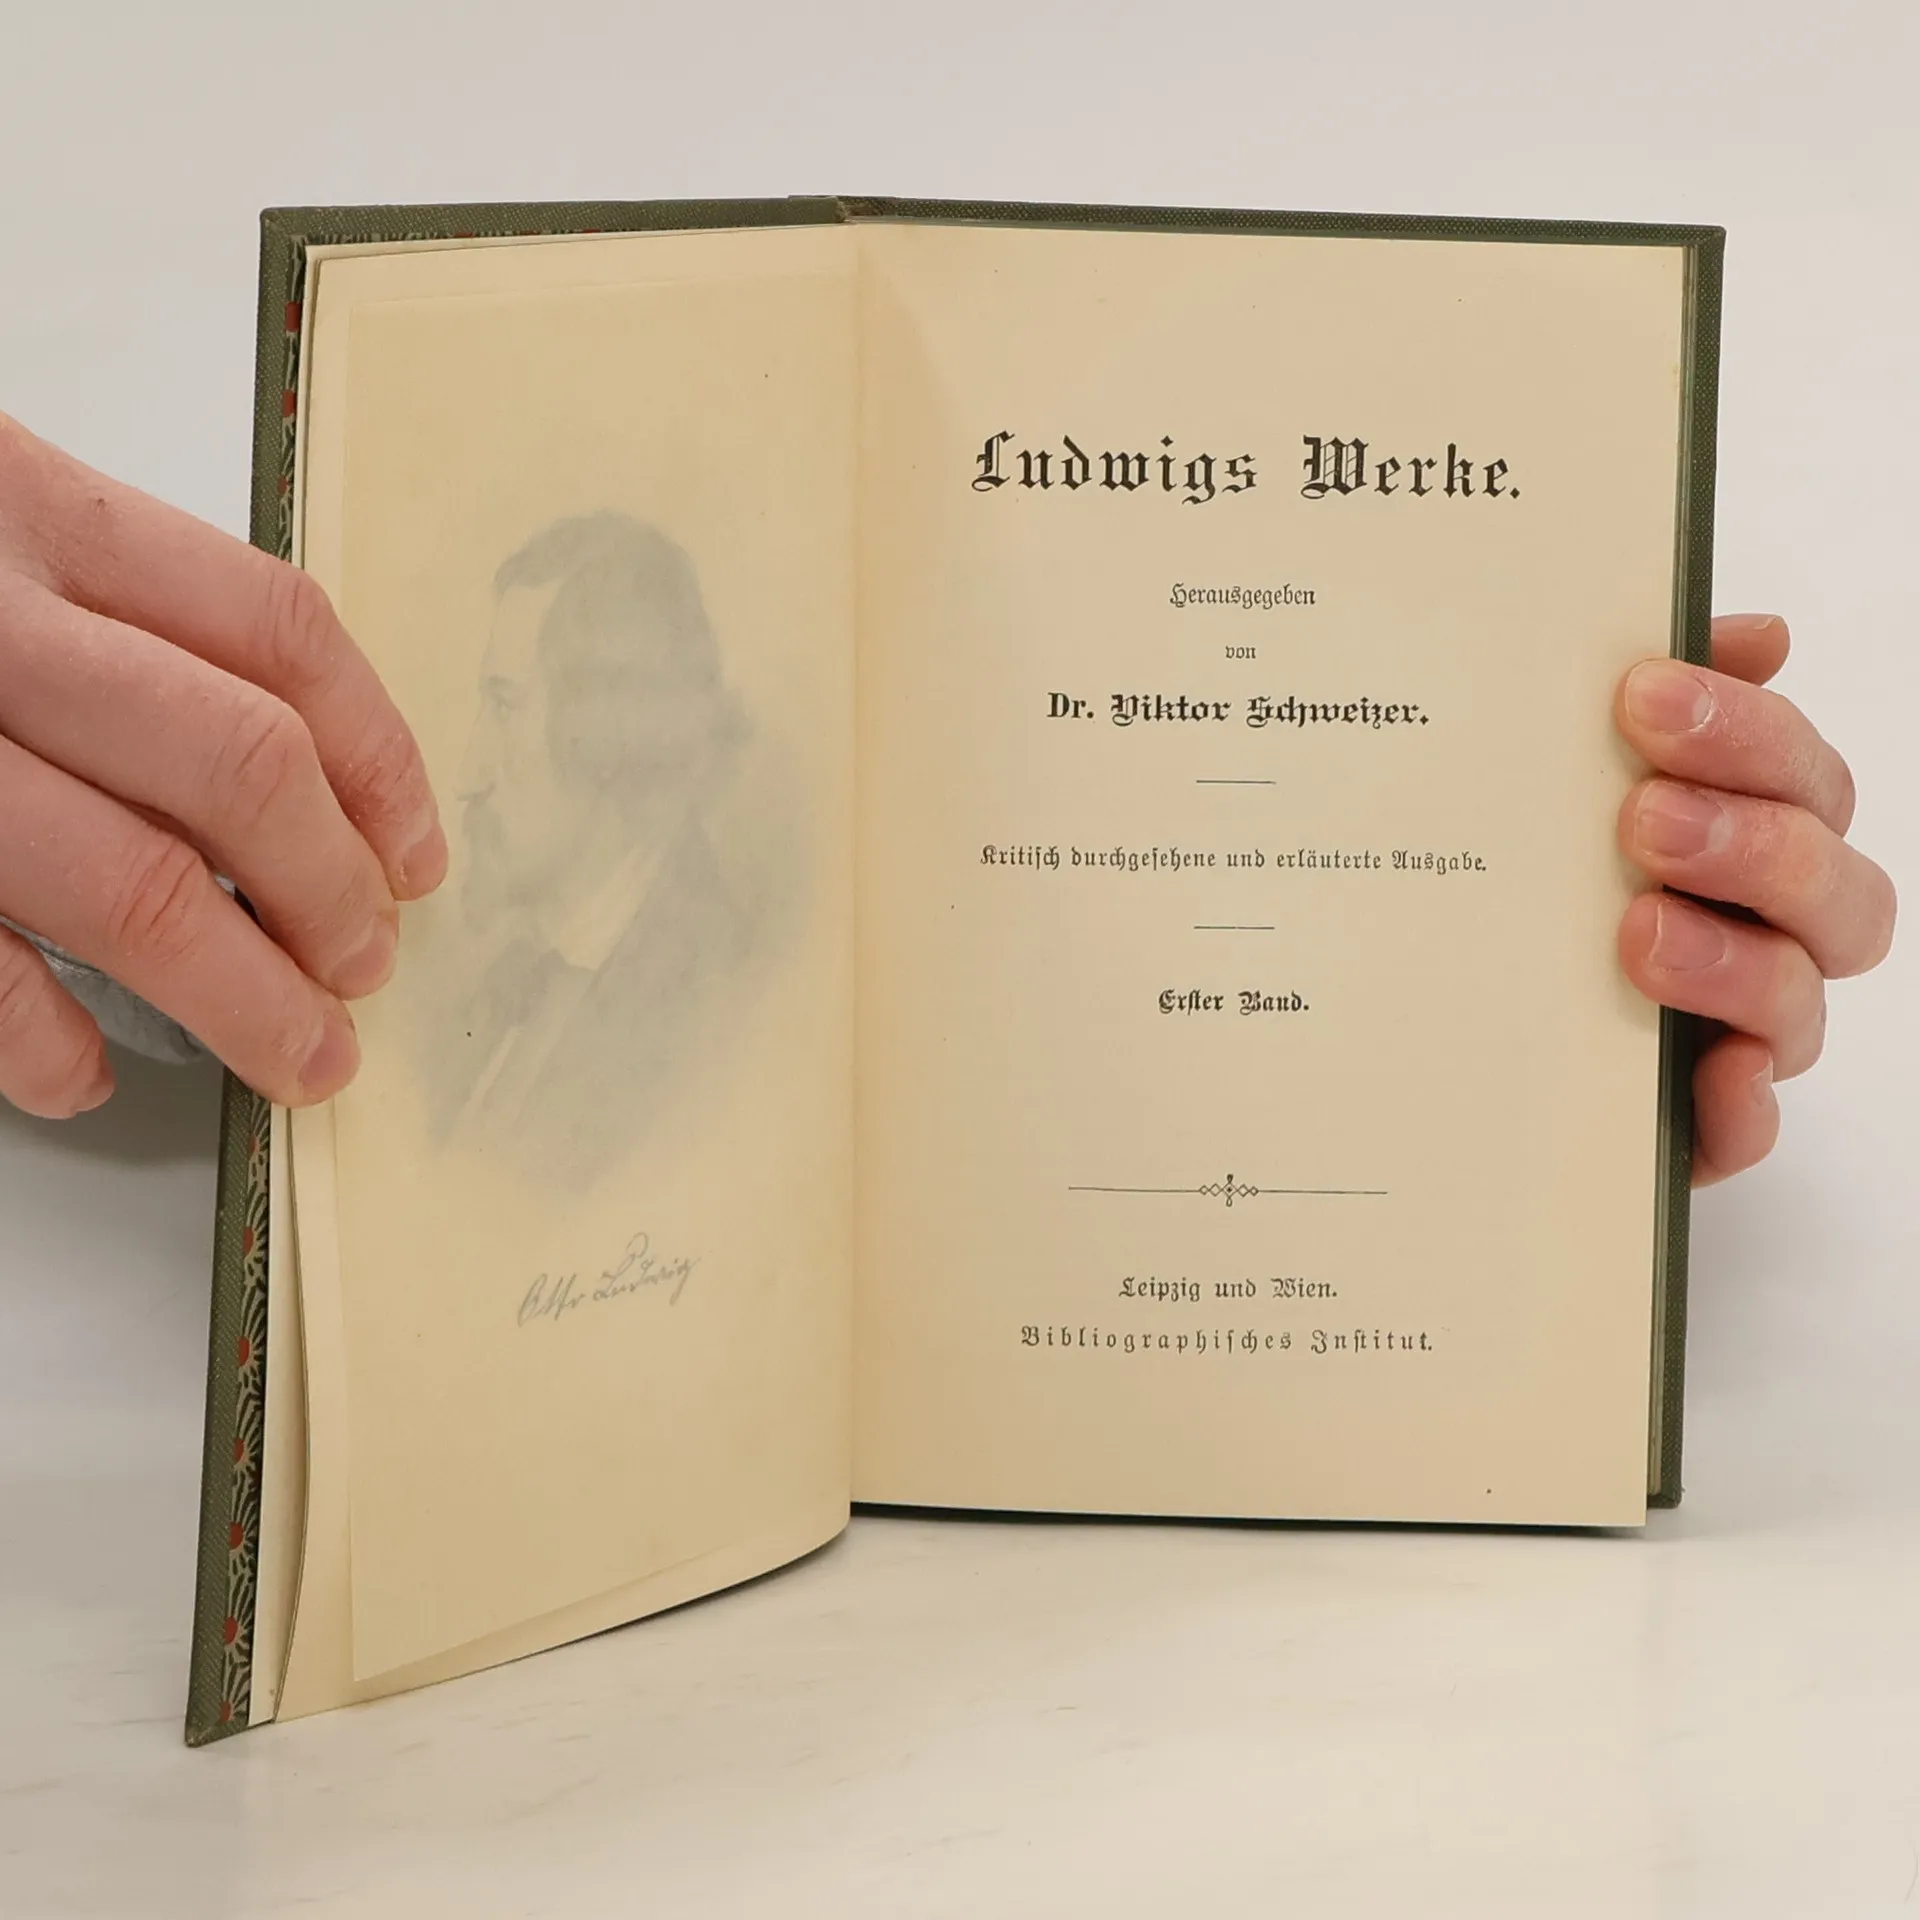 Otto Ludwig
Ludwigs Werke.
Herausgegeben
von
Dr. Viktor Schweizer.
Kritiſch durchgeſehene und erläuterte Ausgabe.
Erſter Band.
Leipzig und Wien.
Bibliographiſches Inſtitut.